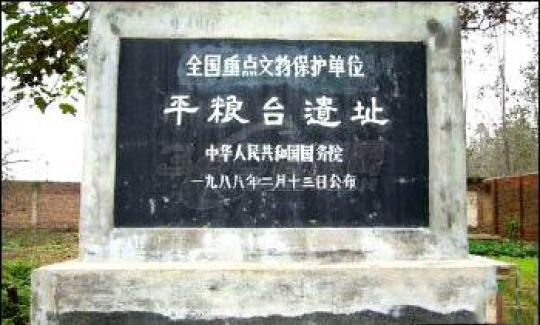 全国重点文物保护单位
平粮台遗址
中华人民共和国国务院
一九八八年一月十三日公布